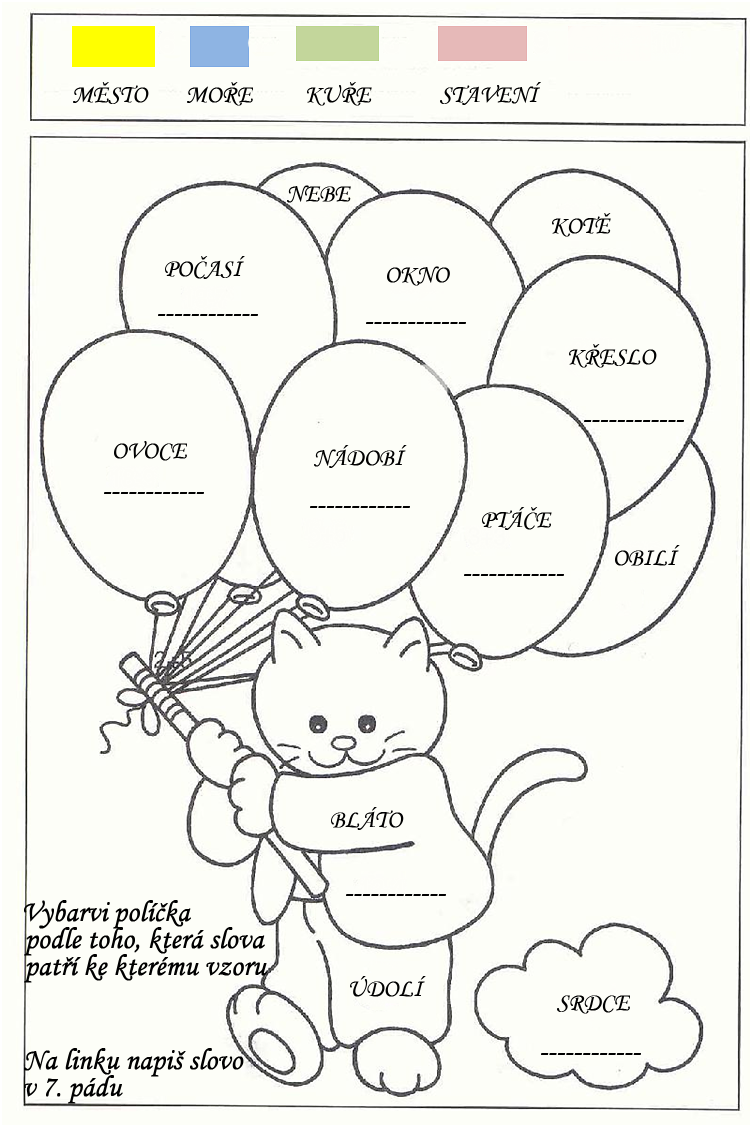 MĚSTO MOŘE KUŘE STAVENÍ
NEBE
KOTĚ
POČASÍ
OKNO
------------
------------
KŘESLO
------------
OVOCE
NÁDOBÍ
------------
------------
PTÁČE
OBILÍ
------------
BLÁTO
------------
Vybarvi políčka
podle toho, která slova
patří ke kterému vzoru.
ÚDOLÍ
SRDCE
------------
Na linku napiš slovo
v 7. pádu